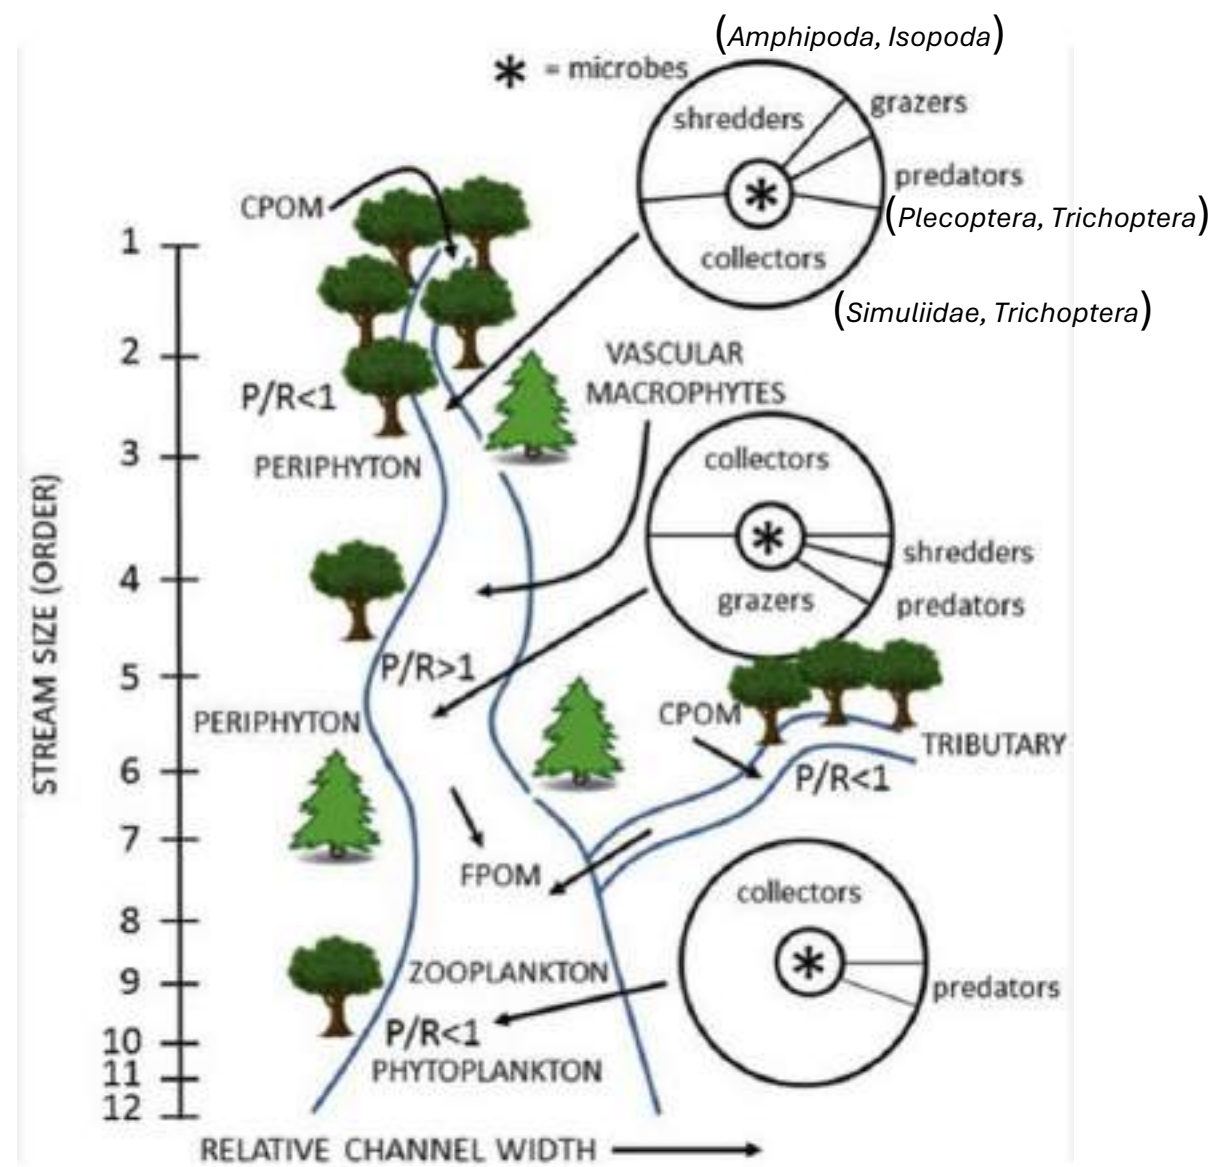 (Amphipoda, Isopoda)
* = microbes
shredders
grazers
predators
(Plecoptera, Trichoptera)
collectors
(Simuliidae, Trichoptera)
*
CPOM
1
2
P/R<1
3
PERIPHYTON
VASCULAR
MACROPHYTES
collectors
*
shredders
grazers
predators
4
P/R>1
5
PERIPHYTON
CPOM
TRIBUTARY
P/R<1
6
7
FPOM
collectors
*
predators
8
ZOOPLANKTON
9
P/R<1
10
PHYTOPLANKTON
11
12
STREAM SIZE (ORDER)
RELATIVE CHANNEL WIDTH